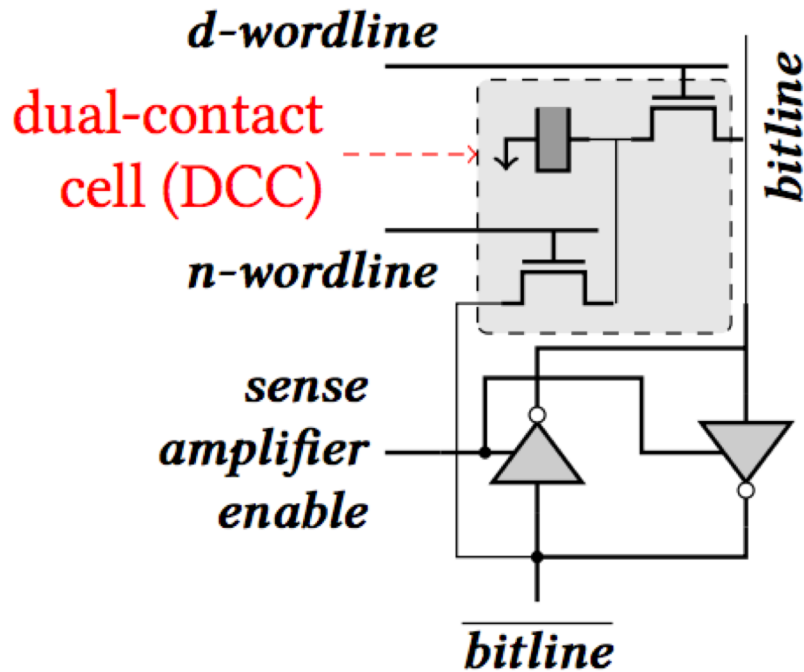 d-wordline
dual-contact
cell (DCC)
bitline
n-wordline
sense
amplifier
enable
bitline